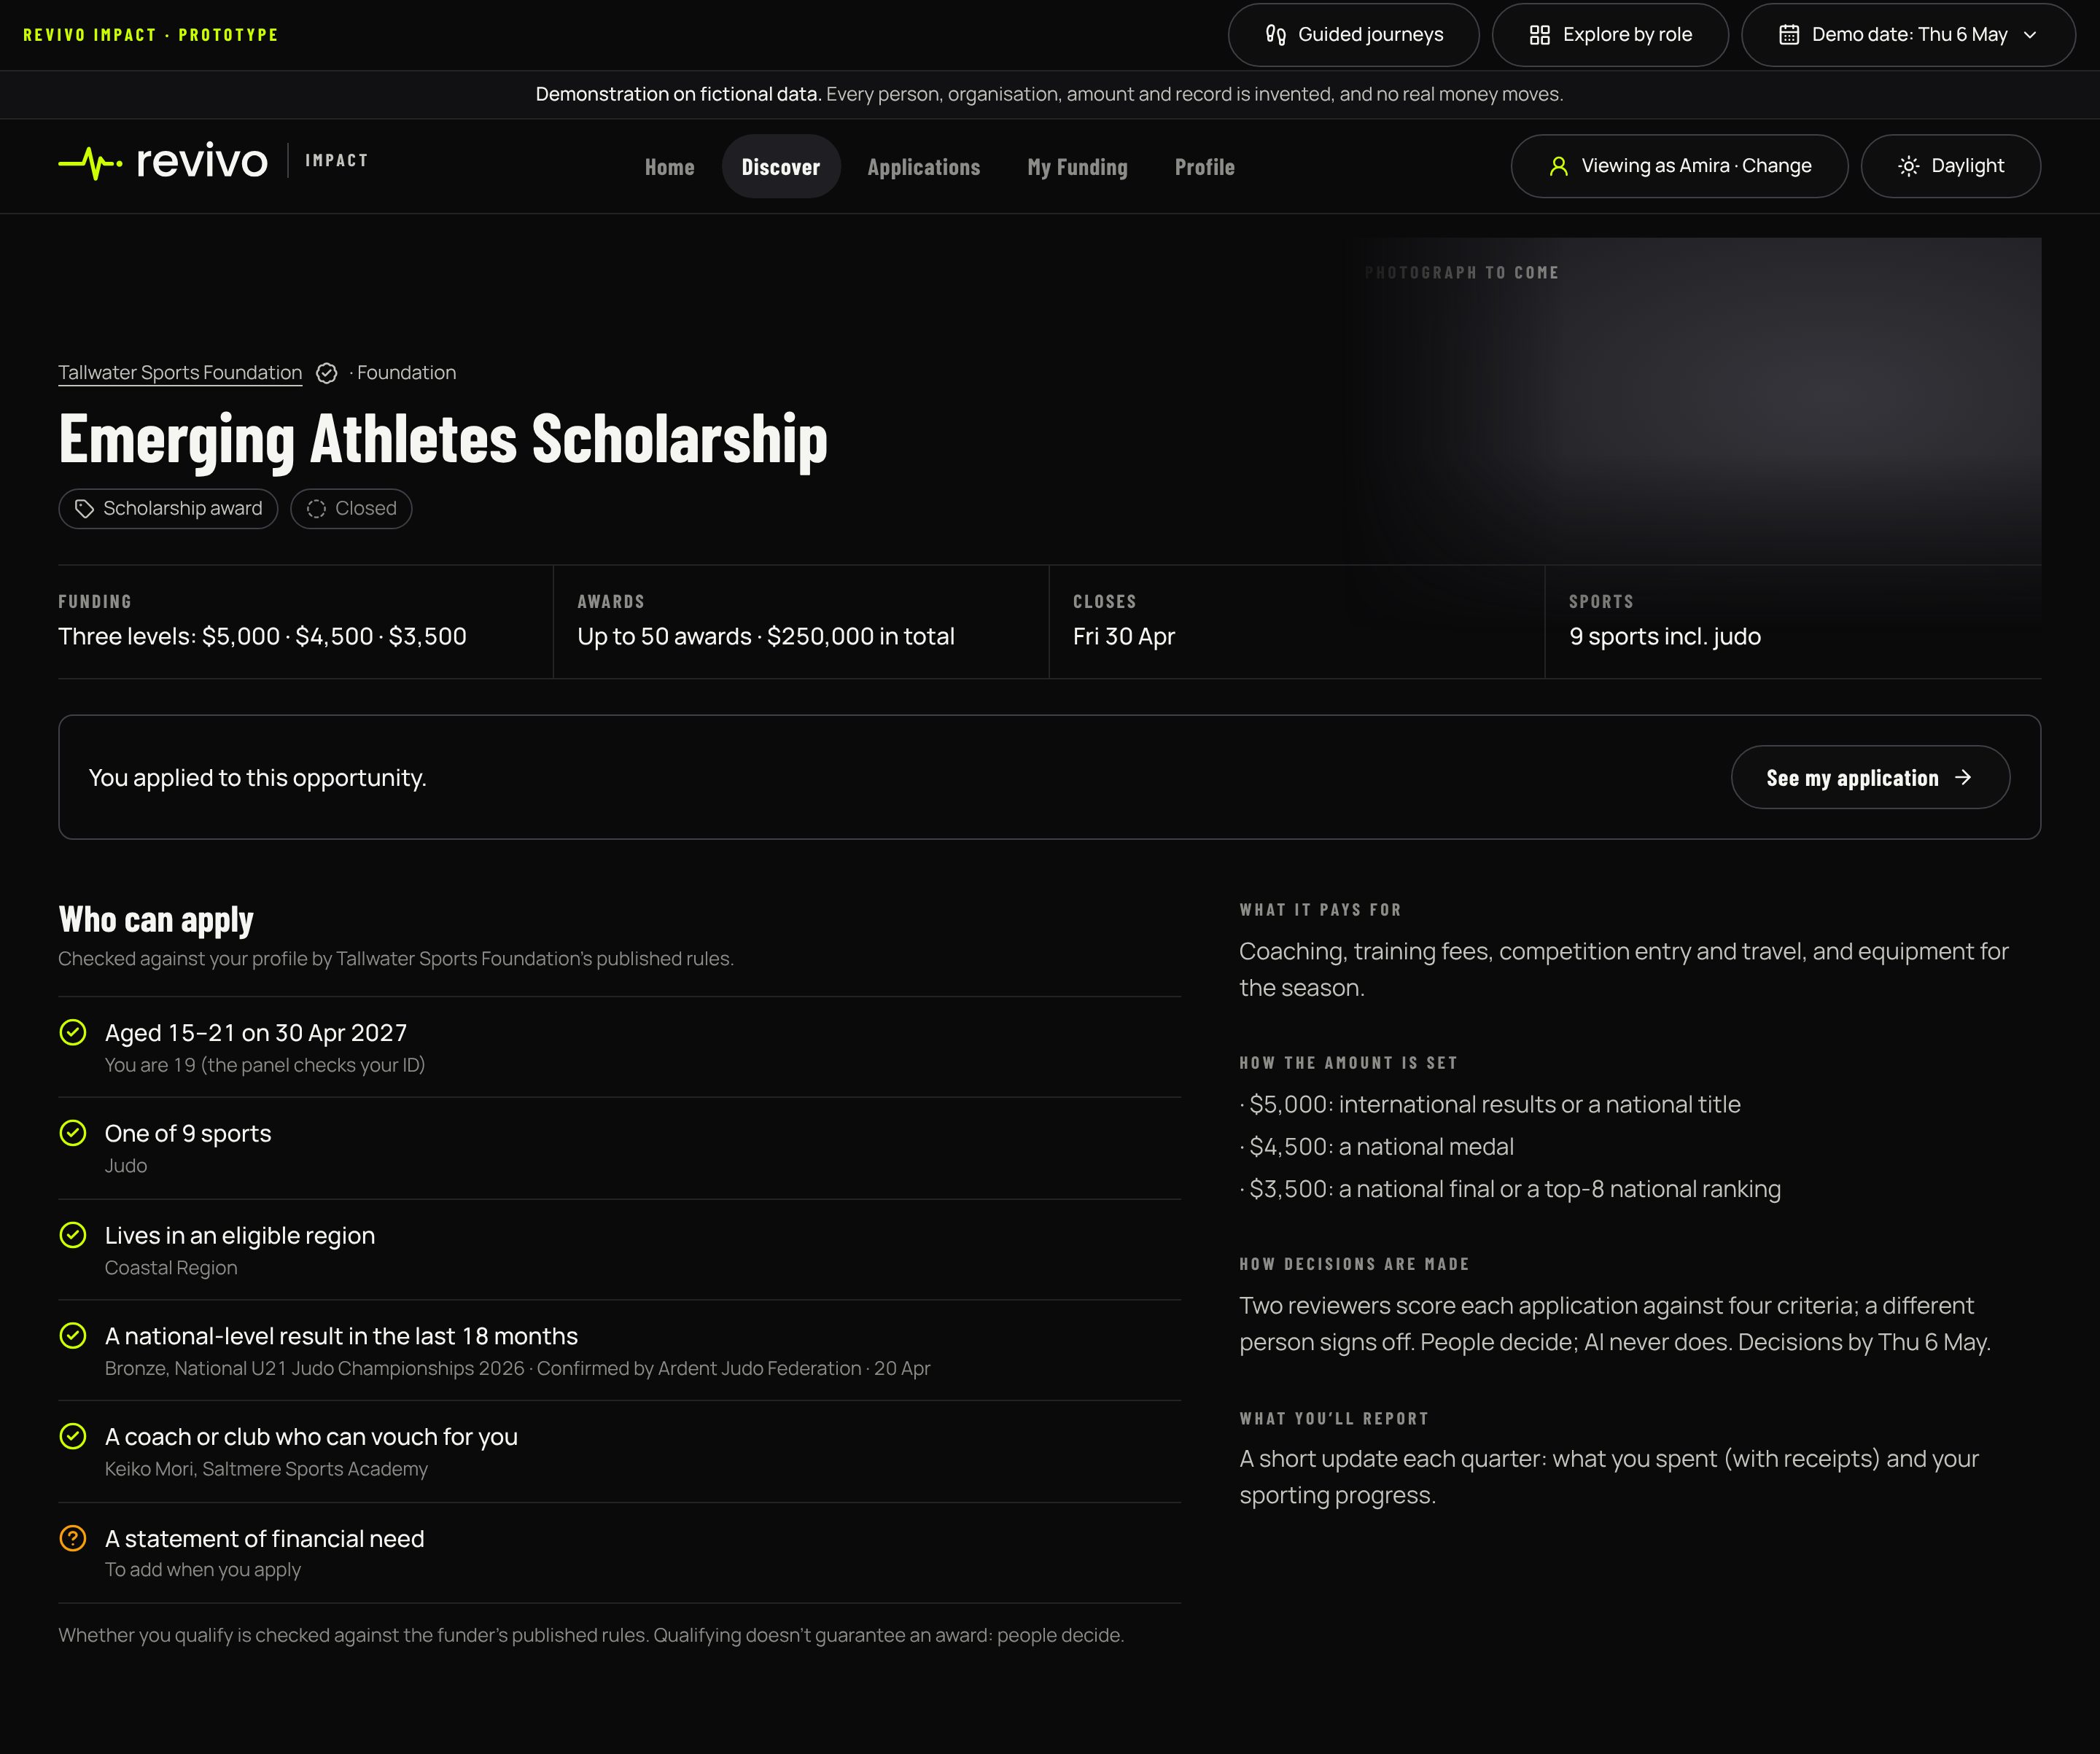 REVIVO IMPACT · PROTOTYPE
Guided journeys
Explore by role
Demo date: Thu 6 May
Demonstration on fictional data. Every person, organisation, amount and record is invented, and no real money moves.
revivo
IMPACT
Home
Discover
Applications
My Funding
Profile
Viewing as Amira · Change
Daylight
PHOTOGRAPH TO COME
Tallwater Sports Foundation · Foundation
Emerging Athletes Scholarship
Scholarship award
Closed
FUNDING
Three levels: $5,000 · $4,500 · $3,500
AWARDS
Up to 50 awards · $250,000 in total
CLOSES
Fri 30 Apr
SPORTS
9 sports incl. judo
You applied to this opportunity.
See my application
Who can apply
Checked against your profile by Tallwater Sports Foundation's published rules.
Aged 15–21 on 30 Apr 2027
You are 19 (the panel checks your ID)
One of 9 sports
Judo
Lives in an eligible region
Coastal Region
A national-level result in the last 18 months
Bronze, National U21 Judo Championships 2026 · Confirmed by Ardent Judo Federation · 20 Apr
A coach or club who can vouch for you
Keiko Mori, Saltmere Sports Academy
A statement of financial need
To add when you apply
Whether you qualify is checked against the funder's published rules. Qualifying doesn't guarantee an award: people decide.
WHAT IT PAYS FOR
Coaching, training fees, competition entry and travel, and equipment for
the season.
HOW THE AMOUNT IS SET
· $5,000: international results or a national title
· $4,500: a national medal
· $3,500: a national final or a top-8 national ranking
HOW DECISIONS ARE MADE
Two reviewers score each application against four criteria; a different
person signs off. People decide; AI never does. Decisions by Thu 6 May.
WHAT YOU'LL REPORT
A short update each quarter: what you spent (with receipts) and your
sporting progress.